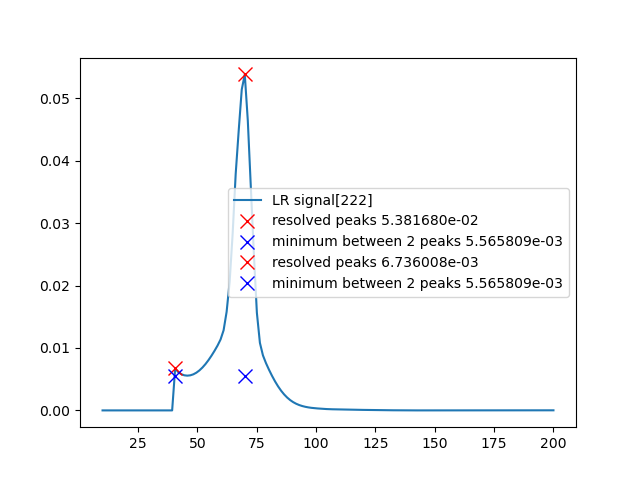 0.05
0.04
0.03
0.02
0.01
0.00
LR signal[222]
resolved peaks 5.381680e-02
minimum between 2 peaks 5.565809e-03
resolved peaks 6.736008e-03
minimum between 2 peaks 5.565809e-03
25 50 75 100 125 150 175 200